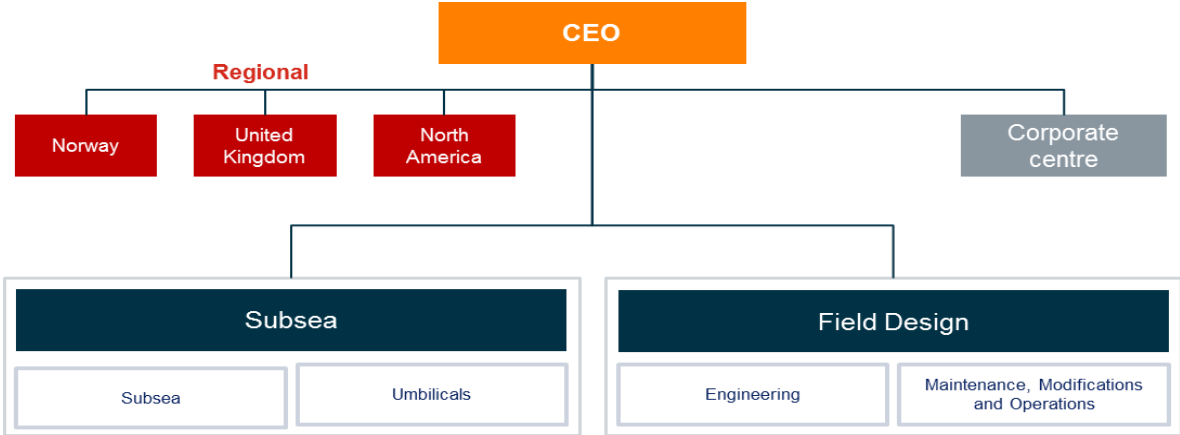 CEO
Regional
Norway
United
Kingdom
North
America
Corporate
centre
Subsea
Field Design
Subsea
Umbilicals
Engineering
Maintenance, Modifications
and Operations